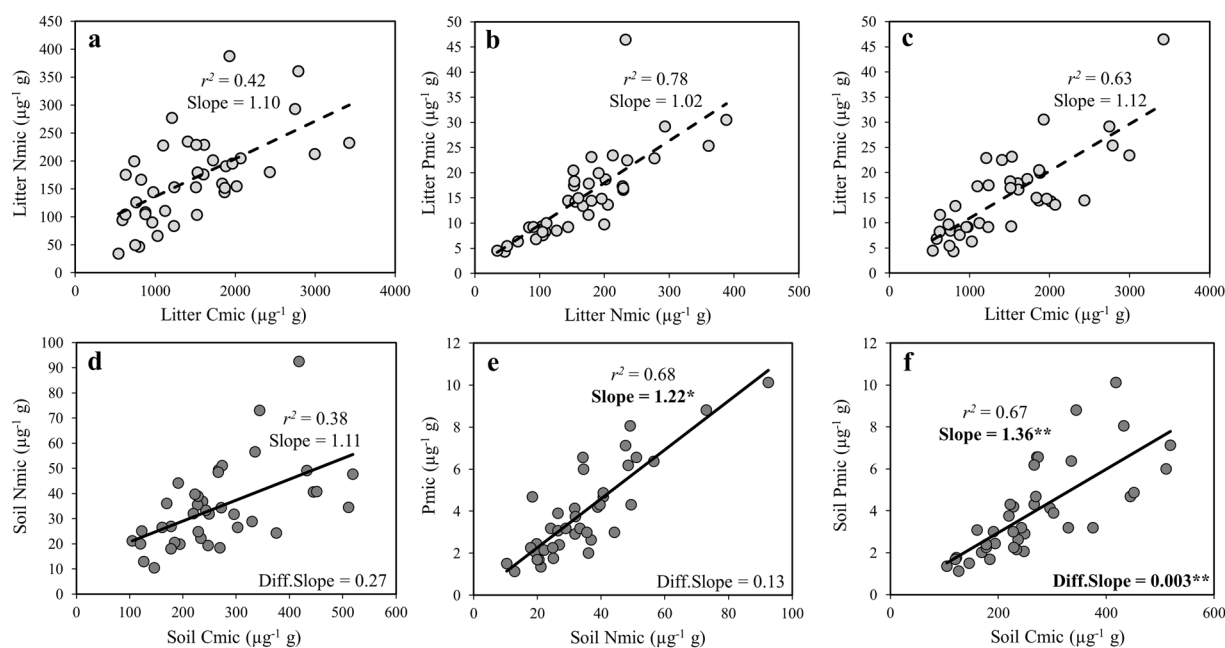 a
r² = 0.42
Slope = 1.10
Litter Nmic (µg⁻¹ g)
450
400
350
300
250
200
150
100
50
0
0 1000 2000 3000 4000
Litter Cmic (µg⁻¹ g)
b
r² = 0.78
Slope = 1.02
Litter Pmic (µg⁻¹ g)
50
45
40
35
30
25
20
15
10
5
0
0 100 200 300 400 500
Litter Nmic (µg⁻¹ g)
c
r² = 0.63
Slope = 1.12
Litter Pmic (µg⁻¹ g)
50
45
40
35
30
25
20
15
10
5
0
0 1000 2000 3000 4000
Litter Cmic (µg⁻¹ g)
d
r² = 0.38
Slope = 1.11
Diff.Slope = 0.27
Soil Nmic (µg⁻¹ g)
100
90
80
70
60
50
40
30
20
10
0
0 100 200 300 400 500 600
Soil Cmic (µg⁻¹ g)
e
r² = 0.68
Slope = 1.22*
Diff.Slope = 0.13
Pmic (µg⁻¹ g)
12
10
8
6
4
2
0
0 20 40 60 80 100
Soil Nmic (µg⁻¹ g)
f
r² = 0.67
Slope = 1.36**
Diff.Slope = 0.003**
Soil Pmic (µg⁻¹ g)
12
10
8
6
4
2
0
0 200 400 600
Soil Cmic (µg⁻¹ g)